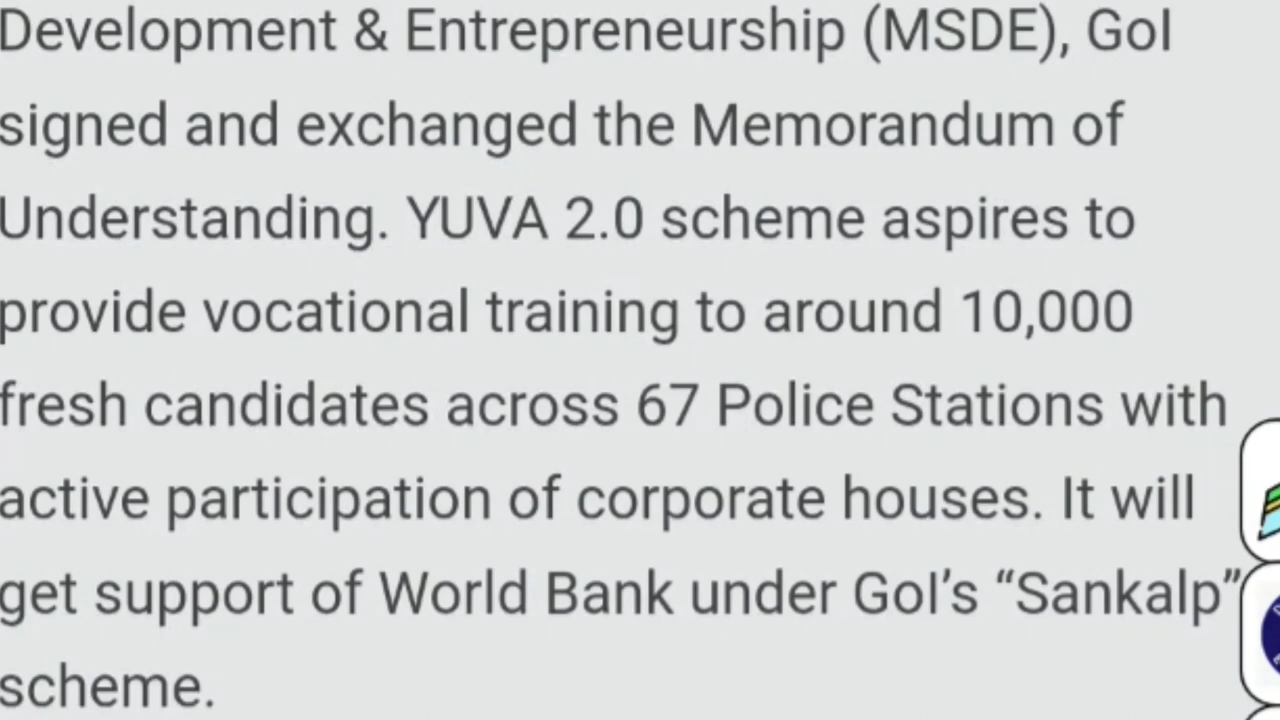 Development & Entrepreneurship (MSDE), GoI
signed and exchanged the Memorandum of
Understanding. YUVA 2.0 scheme aspires to
provide vocational training to around 10,000
fresh candidates across 67 Police Stations with
active participation of corporate houses. It will
get support of World Bank under GoI’s “Sankalp”
scheme.